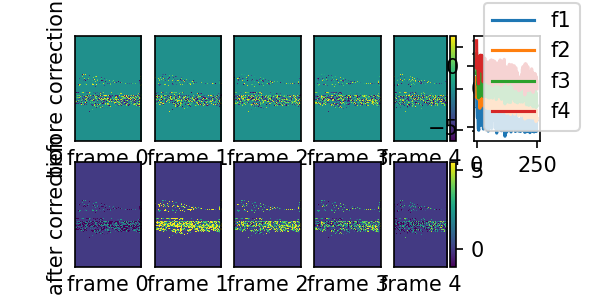 before correction
frame 0
frame 1
frame 2
frame 3
frame 4
0
−5
0
250
f1
f2
f3
f4
after correction
frame 0
frame 1
frame 2
frame 3
frame 4
5
0